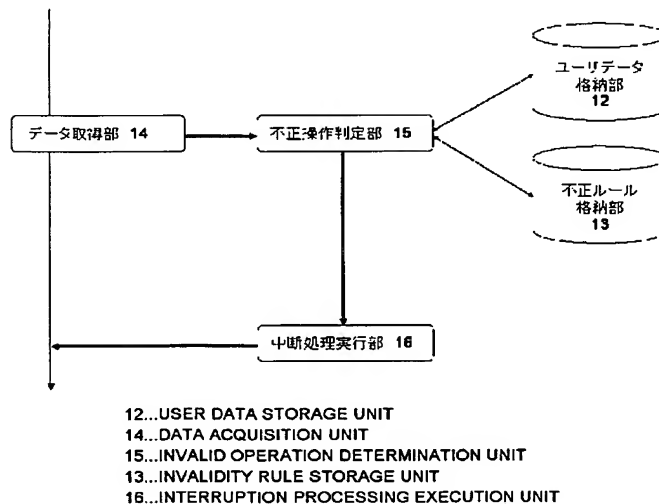 ユーザデータ
格納部
12
データ取得部 14
不正操作判定部 15
不正ルール
格納部
13
中断処理実行部 16
12...USER DATA STORAGE UNIT
14...DATA ACQUISITION UNIT
15...INVALID OPERATION DETERMINATION UNIT
13...INVALIDITY RULE STORAGE UNIT
16...INTERRUPTION PROCESSING EXECUTION UNIT